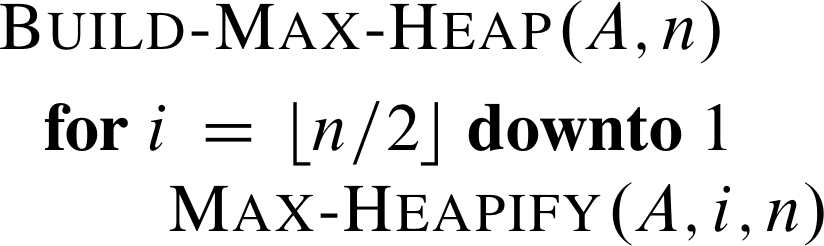 BUILD-MAX-HEAP(A, n)
for i = ⌊n/2⌋ downto 1
MAX-HEAPIFY(A, i, n)